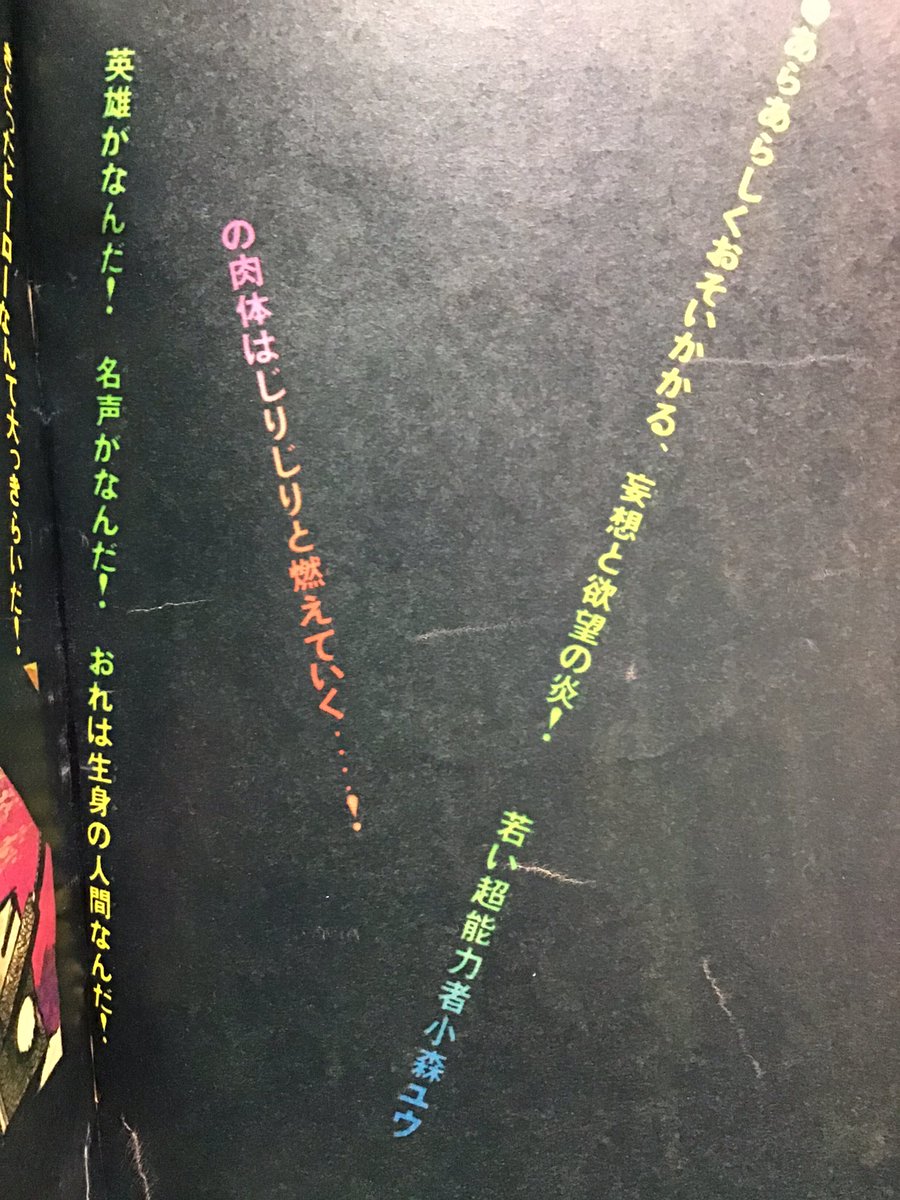 ●あらあらしくおそいかかる、妄想と欲望の炎！　若い超能力者小森ユウ
の肉体はじりじりと燃えていく‥‥！
英雄がなんだ！　名声がなんだ！　おれは生身の人間なんだ！
きどったヒーローなんて大っきらいだ！